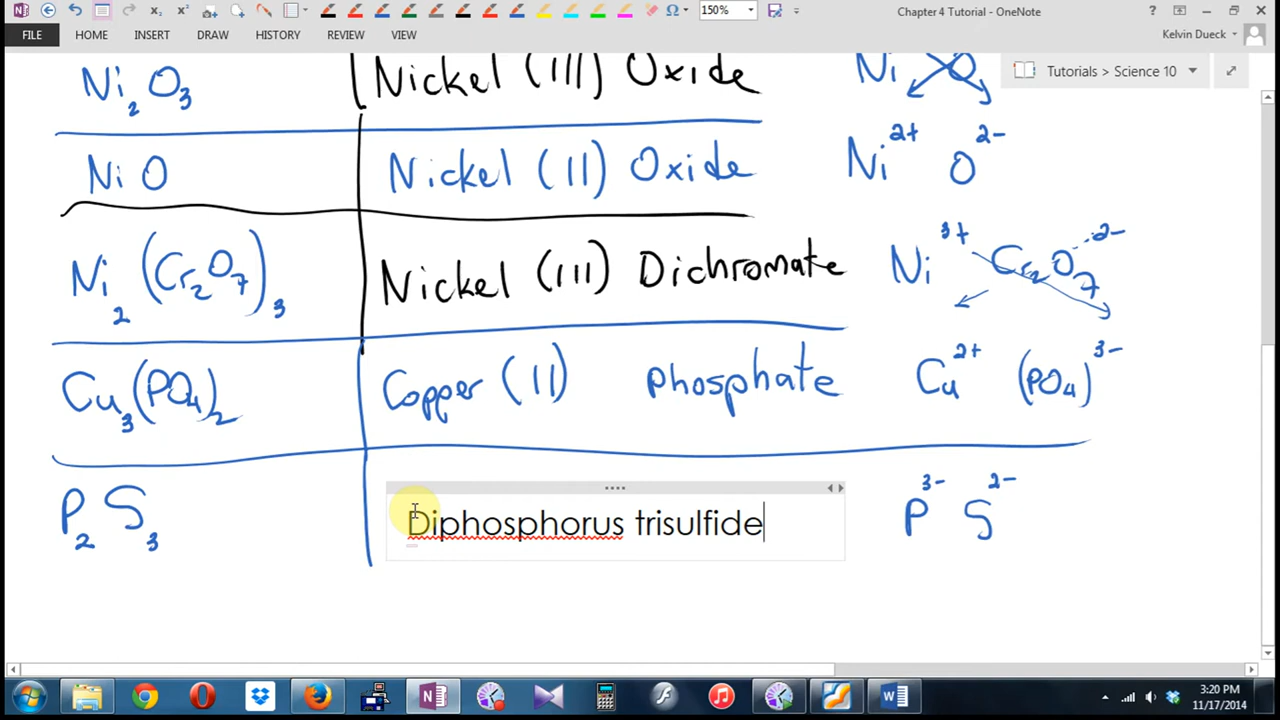 150%
Chapter 4 Tutorial - OneNote
FILE HOME INSERT DRAW HISTORY REVIEW VIEW
Kelvin Dueck
Tutorials > Science 10
Ni₂O₃ Nickel (III) Oxide Ni O
NiO Nickel (II) Oxide Ni²⁺ O²⁻
Ni₂(Cr₂O₇)₃ Nickel (III) Dichromate Ni³⁺ Cr₂O₇²⁻
Cu₃(PO₄)₂ Copper (II) phosphate Cu²⁺ (PO₄)³⁻
P₂S₃ Diphosphorus trisulfide P³⁻ S²⁻
3:20 PM
11/17/2014